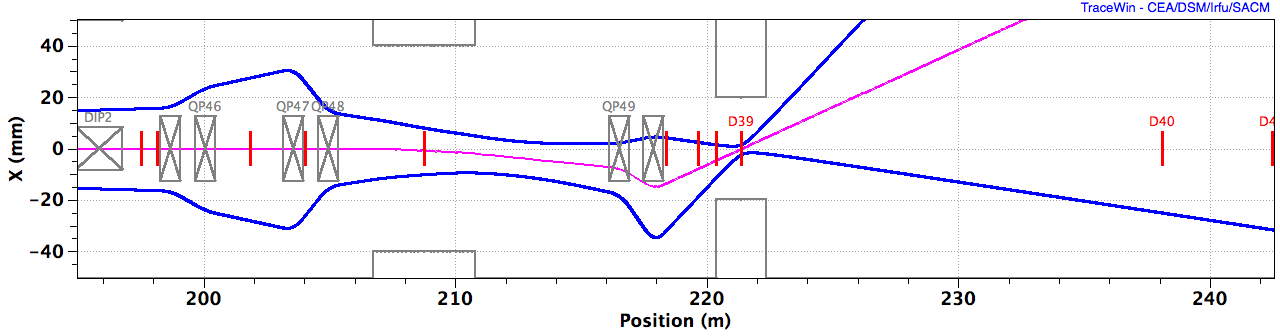 TraceWin - CEA/DSM/Irfu/SACM
X (mm)
40
20
0
−20
−40
DIP2
QP46
QP47
QP48
QP49
D39
D40
200
210
220
230
240
Position (m)